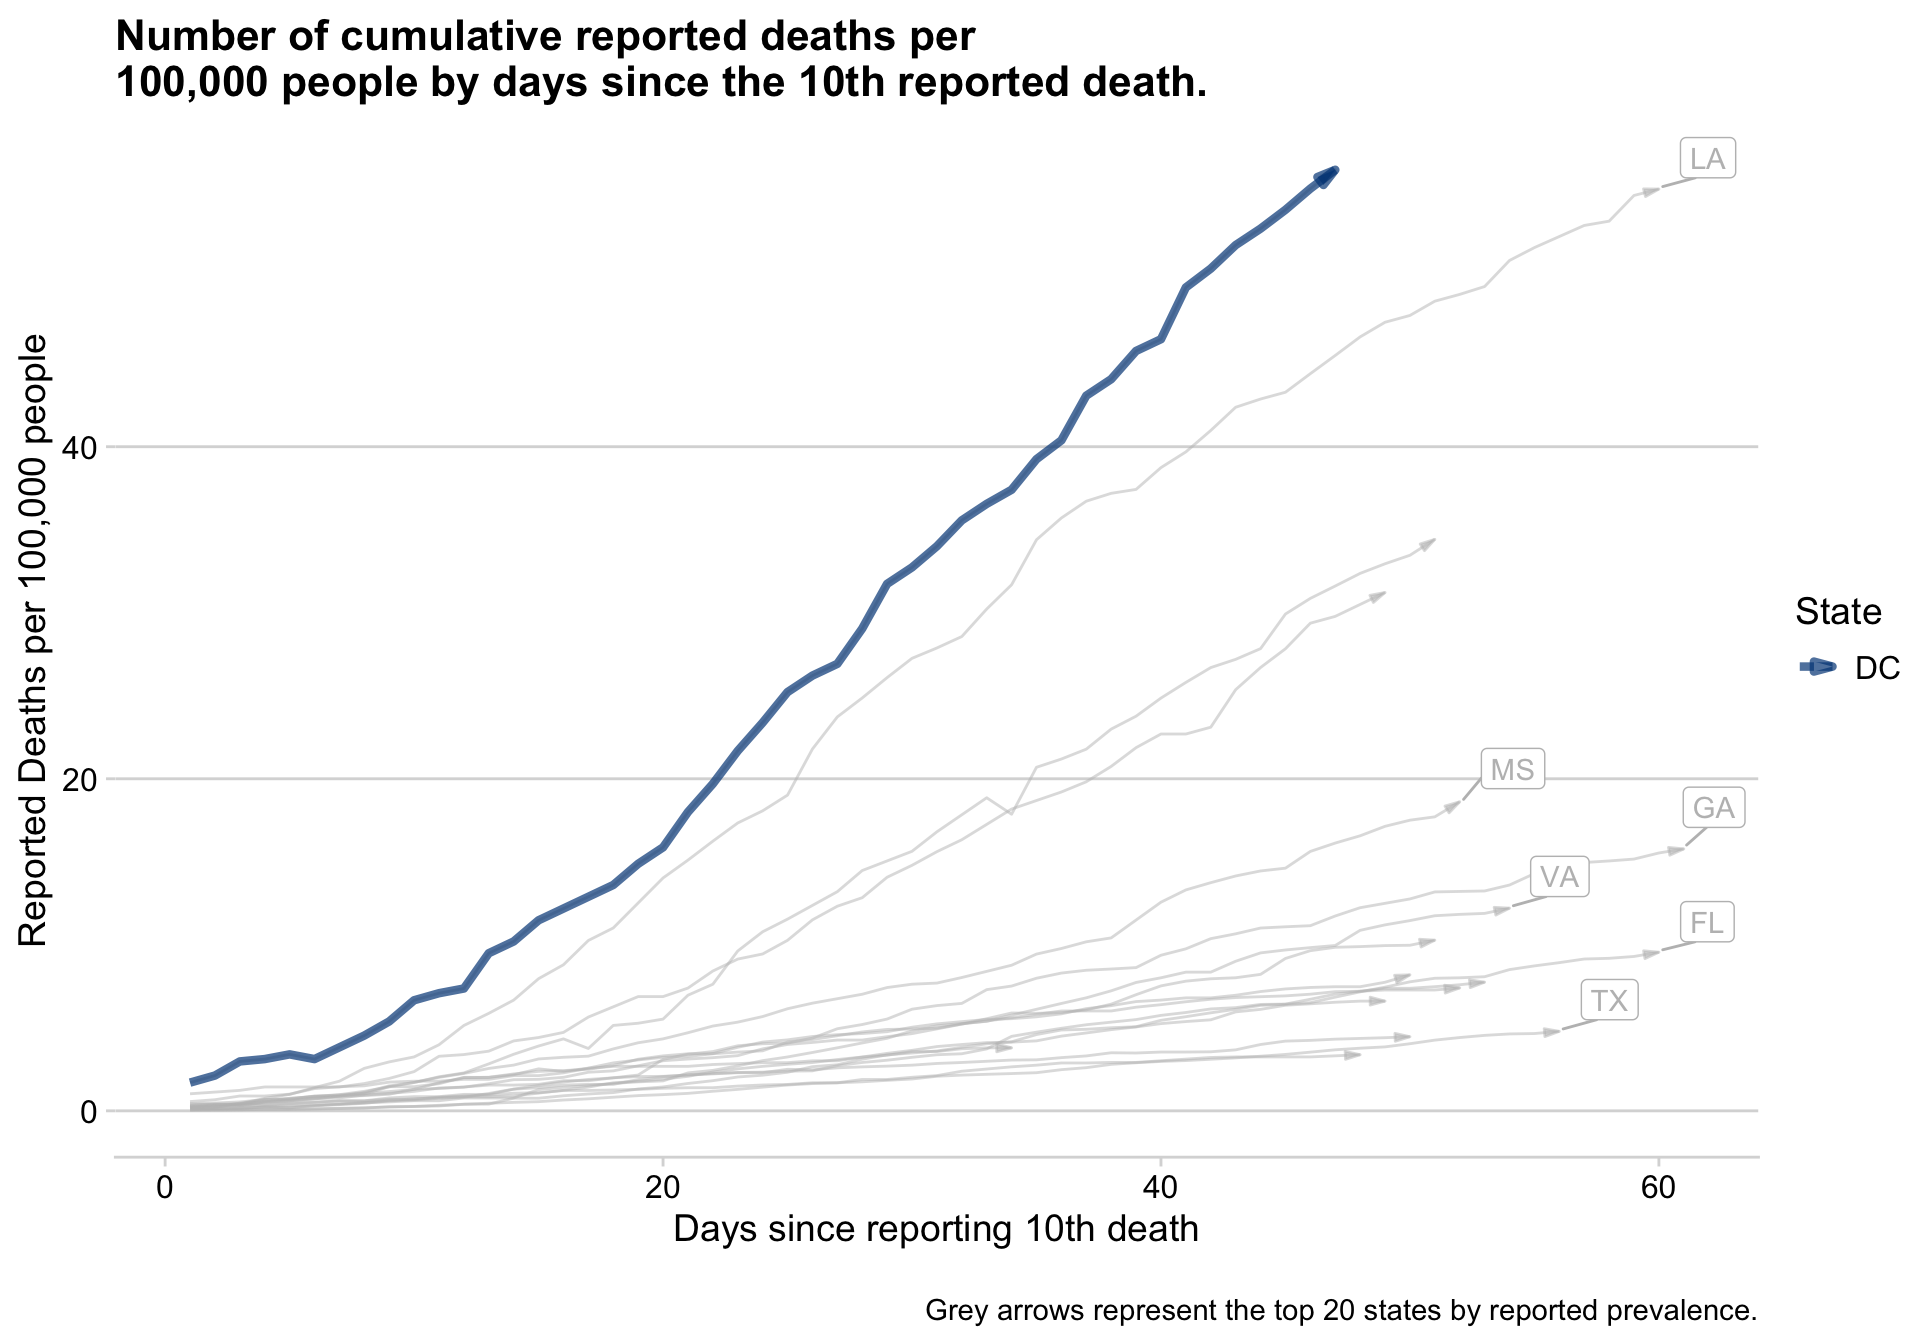 Number of cumulative reported deaths per
100,000 people by days since the 10th reported death.
LA
Reported Deaths per 100,000 people
40
State
DC
MS
20
GA
VA
FL
TX
0
0 20 40 60
Days since reporting 10th death
Grey arrows represent the top 20 states by reported prevalence.